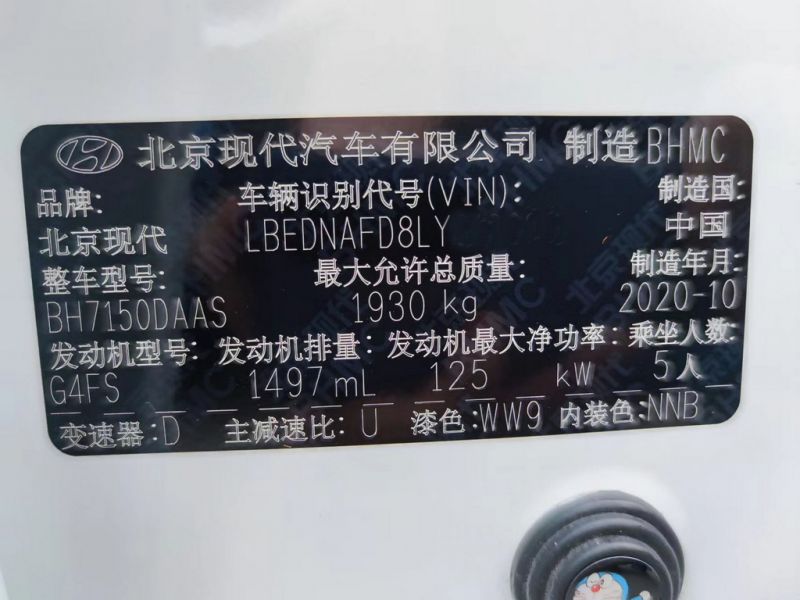 北京现代汽车有限公司 制造 BHMC
品牌: 车辆识别代号(VIN): 制造国:
北京现代 LBEDNAFD8LY 中国
整车型号: 最大允许总质量: 制造年月:
BH7150DAAS 1930 kg 2020-10
发动机型号: 发动机排量: 发动机最大净功率: 乘坐人数:
G4FS 1497 mL 125 kW 5人
变速器:D 主减速比:U 漆色:WW9 内装色:NNB